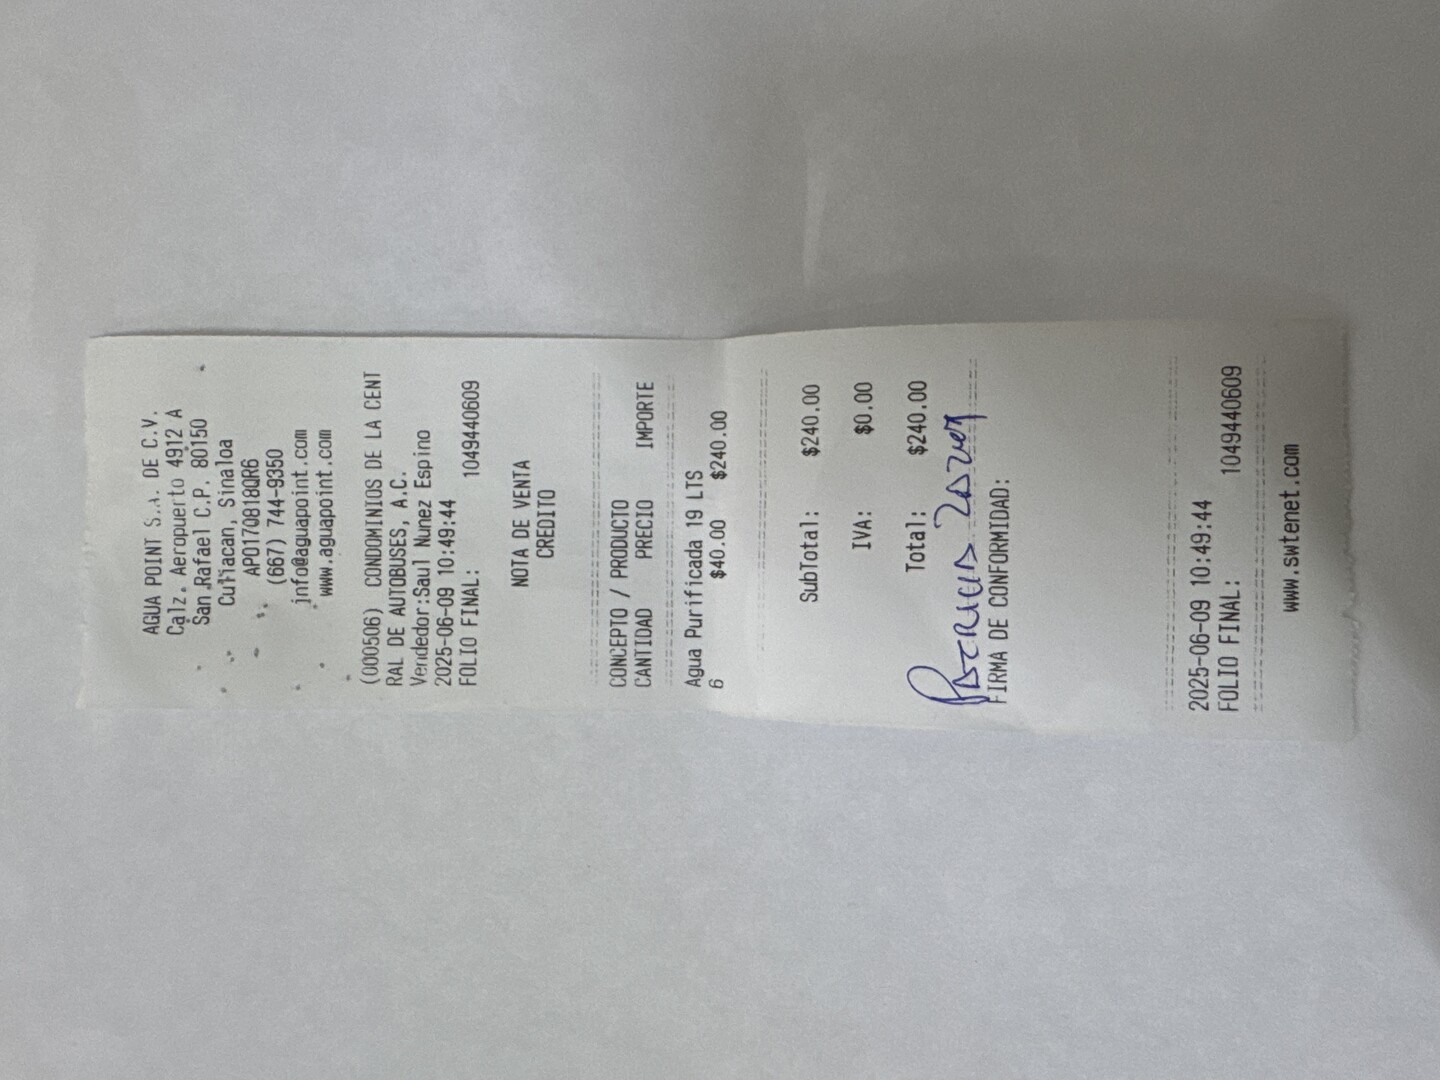 AGUA POINT S.A. DE C.V.
Calz. Aeropuerto 4912 A
San Rafael C.P. 80150
Culiacan, Sinaloa
APO170818QR6
(667) 744-9350
info@aguapoint.com
www.aguapoint.com
(000506) CONDOMINIOS DE LA CENT
RAL DE AUTOBUSES, A.C.
Vendedor:Saul Nunez Espino
2025-06-09 10:49:44
FOLIO FINAL: 1049440609
NOTA DE VENTA
CREDITO
CONCEPTO / PRODUCTO
CANTIDAD PRECIO IMPORTE
Agua Purificada 19 LTS
6 $40.00 $240.00
SubTotal: $240.00
IVA: $0.00
Total: $240.00
FIRMA DE CONFORMIDAD:
2025-06-09 10:49:44
FOLIO FINAL: 1049440609
www.swtenet.com